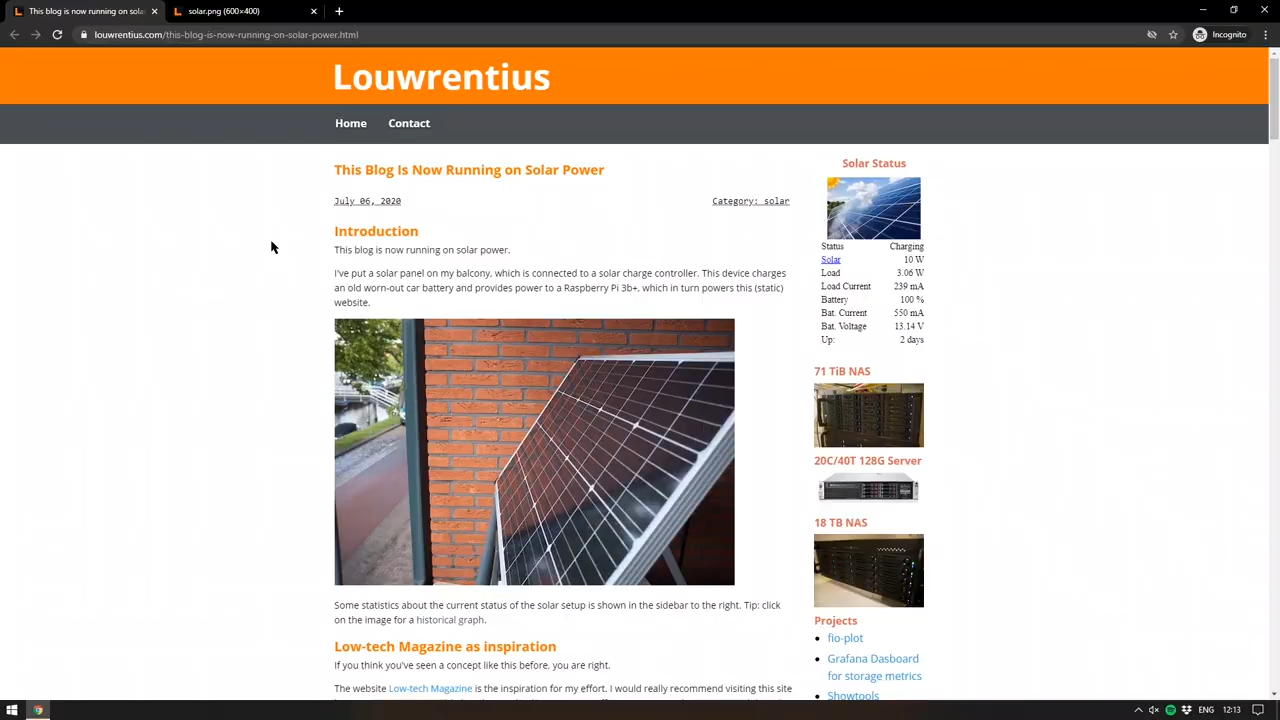 This blog is now running on sola
solar.png (600×400)
louwrentius.com/this-blog-is-now-running-on-solar-power.html
Incognito
Louwrentius
Home
Contact
This Blog Is Now Running on Solar Power
July 06, 2020
Category: solar
Introduction
This blog is now running on solar power.
I've put a solar panel on my balcony, which is connected to a solar charge controller. This device charges
an old worn-out car battery and provides power to a Raspberry Pi 3b+, which in turn powers this (static)
website.
Some statistics about the current status of the solar setup is shown in the sidebar to the right. Tip: click
on the image for a historical graph.
Low-tech Magazine as inspiration
If you think you've seen a concept like this before, you are right.
The website Low-tech Magazine is the inspiration for my effort. I would really recommend visiting this site
Solar Status
Status Charging
Solar 10 W
Load 3.06 W
Load Current 239 mA
Battery 100 %
Bat. Current 550 mA
Bat. Voltage 13.14 V
Up: 2 days
71 TiB NAS
20C/40T 128G Server
18 TB NAS
Projects
fio-plot
Grafana Dasboard
for storage metrics
Showtools
ENG
12:13